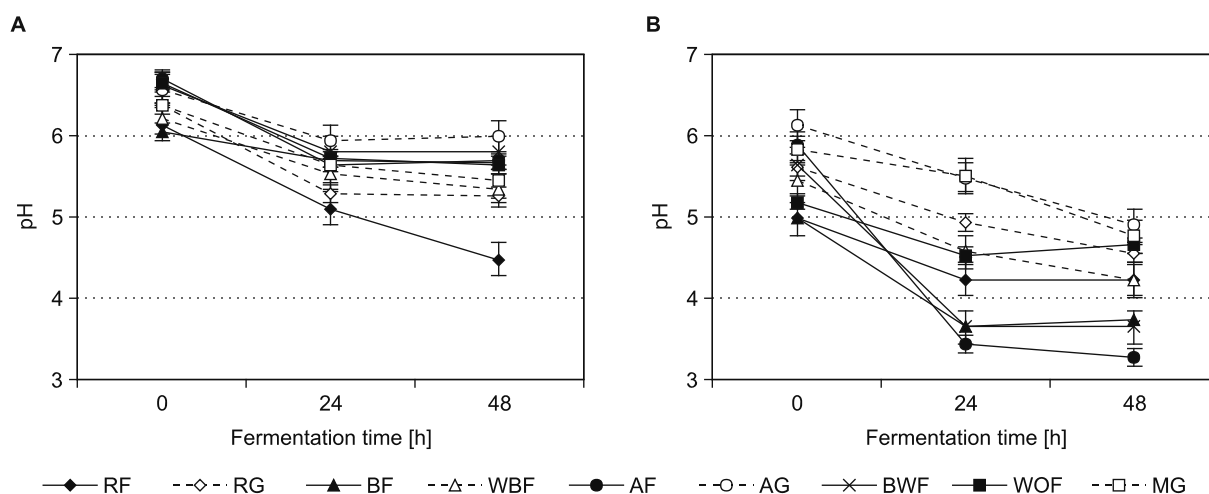 A
B
7
6
5
4
3
pH
0 24 48
Fermentation time [h]
7
6
5
4
3
pH
0 24 48
Fermentation time [h]
RF RG BF WBF AF AG BWF WOF MG